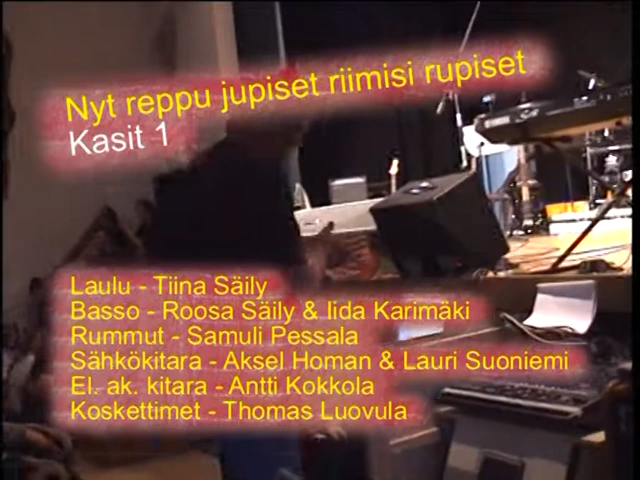 Nyt reppu jupiset riimisi rupiset
Kasit 1
Laulu - Tiina Säily
Basso - Roosa Säily & Iida Karimäki
Rummut - Samuli Pessala
Sähkökitara - Aksel Homan & Lauri Suoniemi
El. ak. kitara - Antti Kokkola
Koskettimet - Thomas Luovula